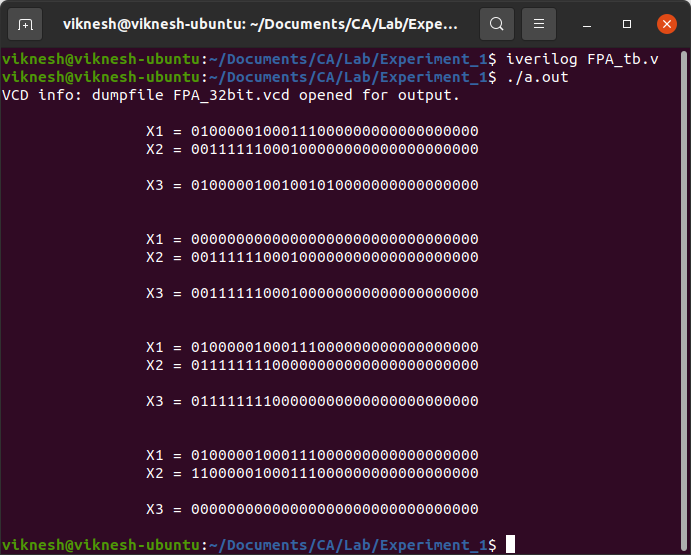 viknesh@viknesh-ubuntu: ~/Documents/CA/Lab/Expe...
viknesh@viknesh-ubuntu:~/Documents/CA/Lab/Experiment_1$ iverilog FPA_tb.v
viknesh@viknesh-ubuntu:~/Documents/CA/Lab/Experiment_1$ ./a.out
VCD info: dumpfile FPA_32bit.vcd opened for output.
X1 = 01000001000111000000000000000000
X2 = 00111111000100000000000000000000
X3 = 01000001001001010000000000000000
X1 = 00000000000000000000000000000000
X2 = 00111111000100000000000000000000
X3 = 00111111000100000000000000000000
X1 = 01000001000111000000000000000000
X2 = 01111111100000000000000000000000
X3 = 01111111100000000000000000000000
X1 = 01000001000111000000000000000000
X2 = 11000001000111000000000000000000
X3 = 00000000000000000000000000000000
viknesh@viknesh-ubuntu:~/Documents/CA/Lab/Experiment_1$